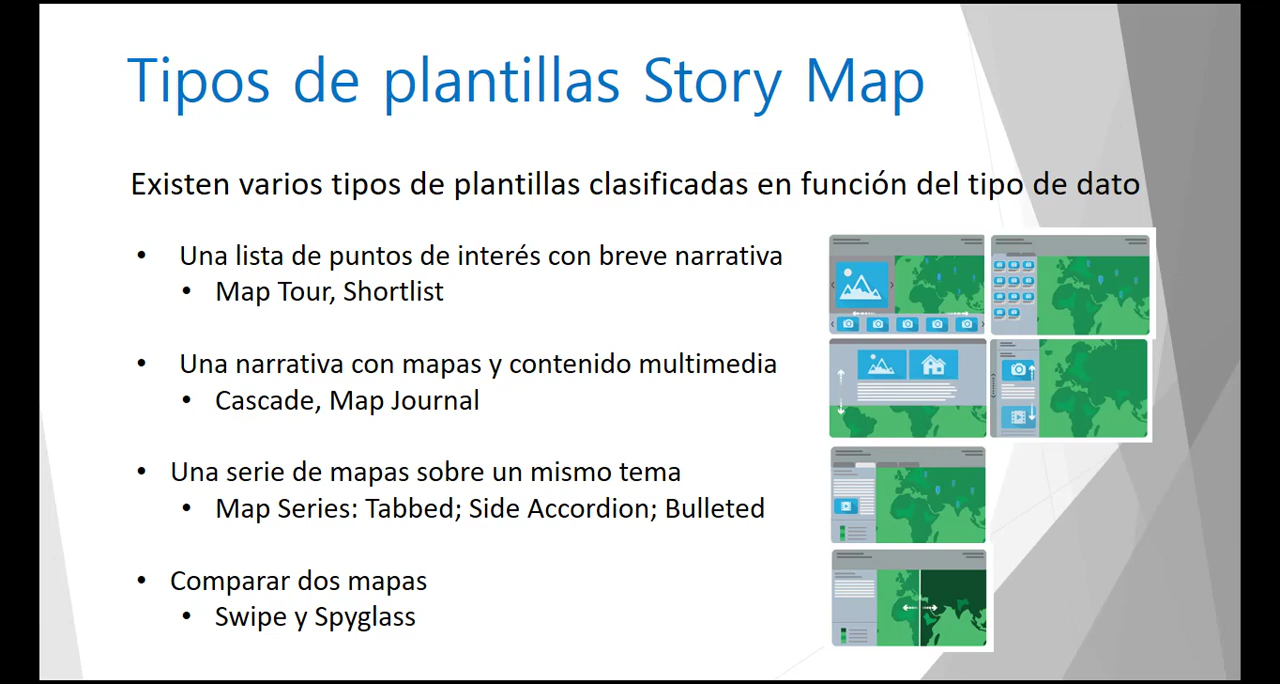 Tipos de plantillas Story Map
Existen varios tipos de plantillas clasificadas en función del tipo de dato
• Una lista de puntos de interés con breve narrativa
• Map Tour, Shortlist
• Una narrativa con mapas y contenido multimedia
• Cascade, Map Journal
• Una serie de mapas sobre un mismo tema
• Map Series: Tabbed; Side Accordion; Bulleted
• Comparar dos mapas
• Swipe y Spyglass